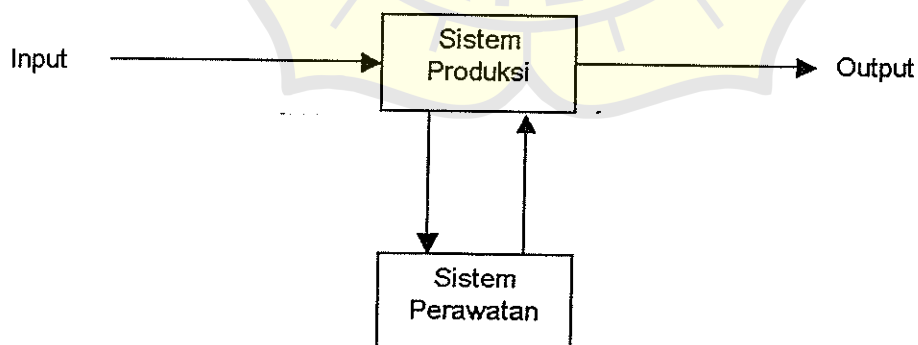 Sistem
Produksi
Input
Output
Sistem
Perawatan